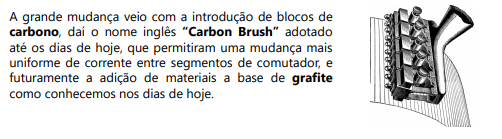 A grande mudança veio com a introdução de blocos de
carbono, daí o nome inglês “Carbon Brush” adotado
até os dias de hoje, que permitiram uma mudança mais
uniforme de corrente entre segmentos de comutador, e
futuramente a adição de materiais a base de grafite
como conhecemos nos dias de hoje.